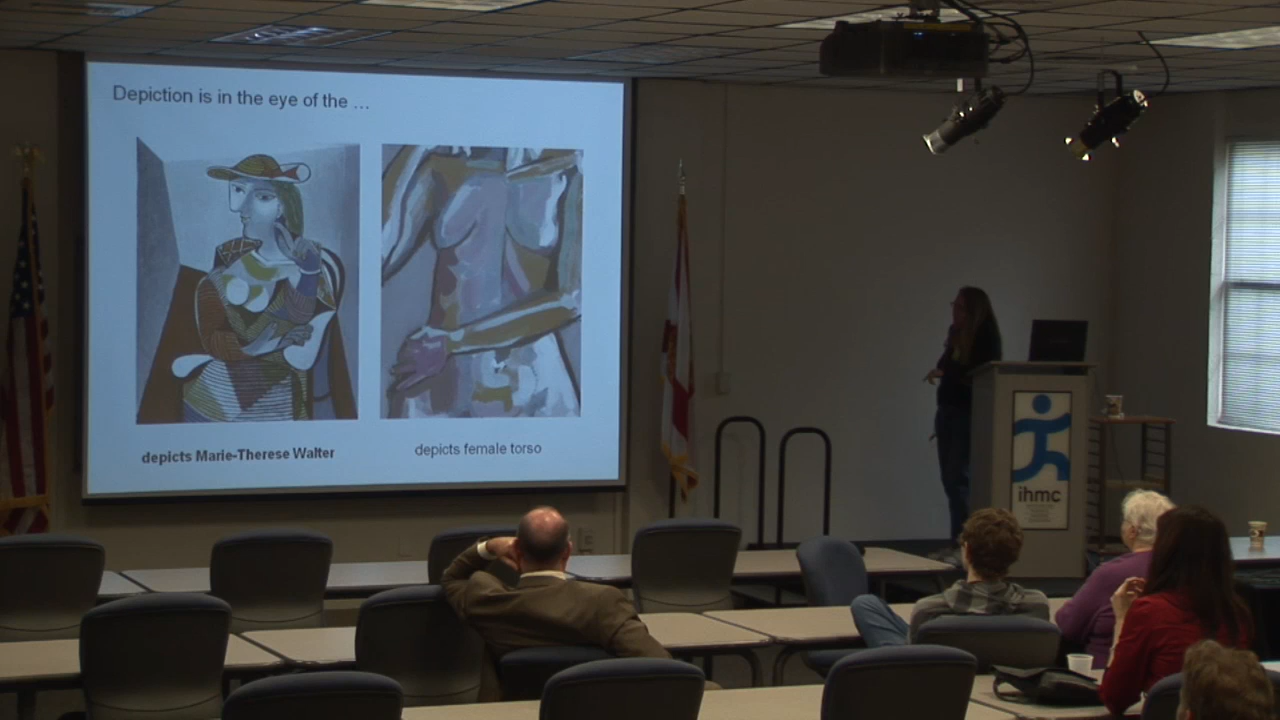 Depiction is in the eye of the ...
depicts Marie-Therese Walter
depicts female torso
ihmc